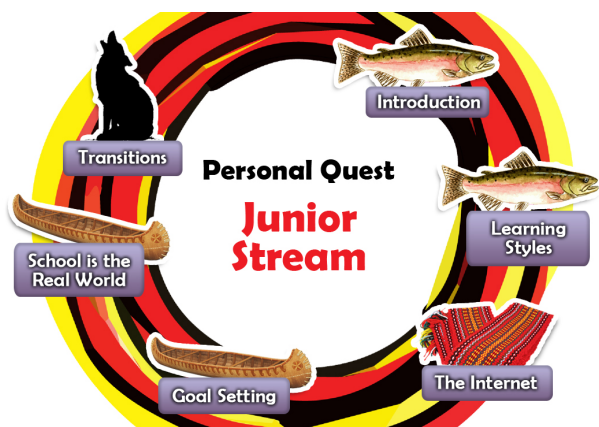 Personal Quest
Junior
Stream
Introduction
Learning
Styles
The Internet
Goal Setting
School is the
Real World
Transitions